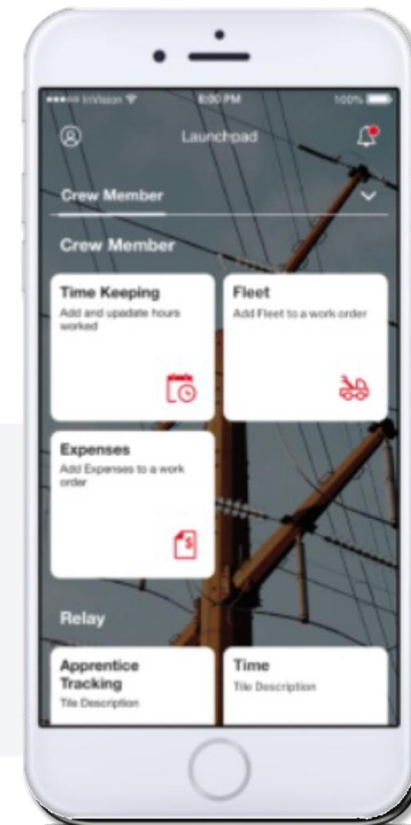 InVision 8:00 PM 100%
Launchpad
Crew Member
Crew Member
Time Keeping
Add and upadate hours
worked
Fleet
Add Fleet to a work order
Expenses
Add Expenses to a work
order
$
Relay
Apprentice
Tracking
Tile Description
Time
Tile Description